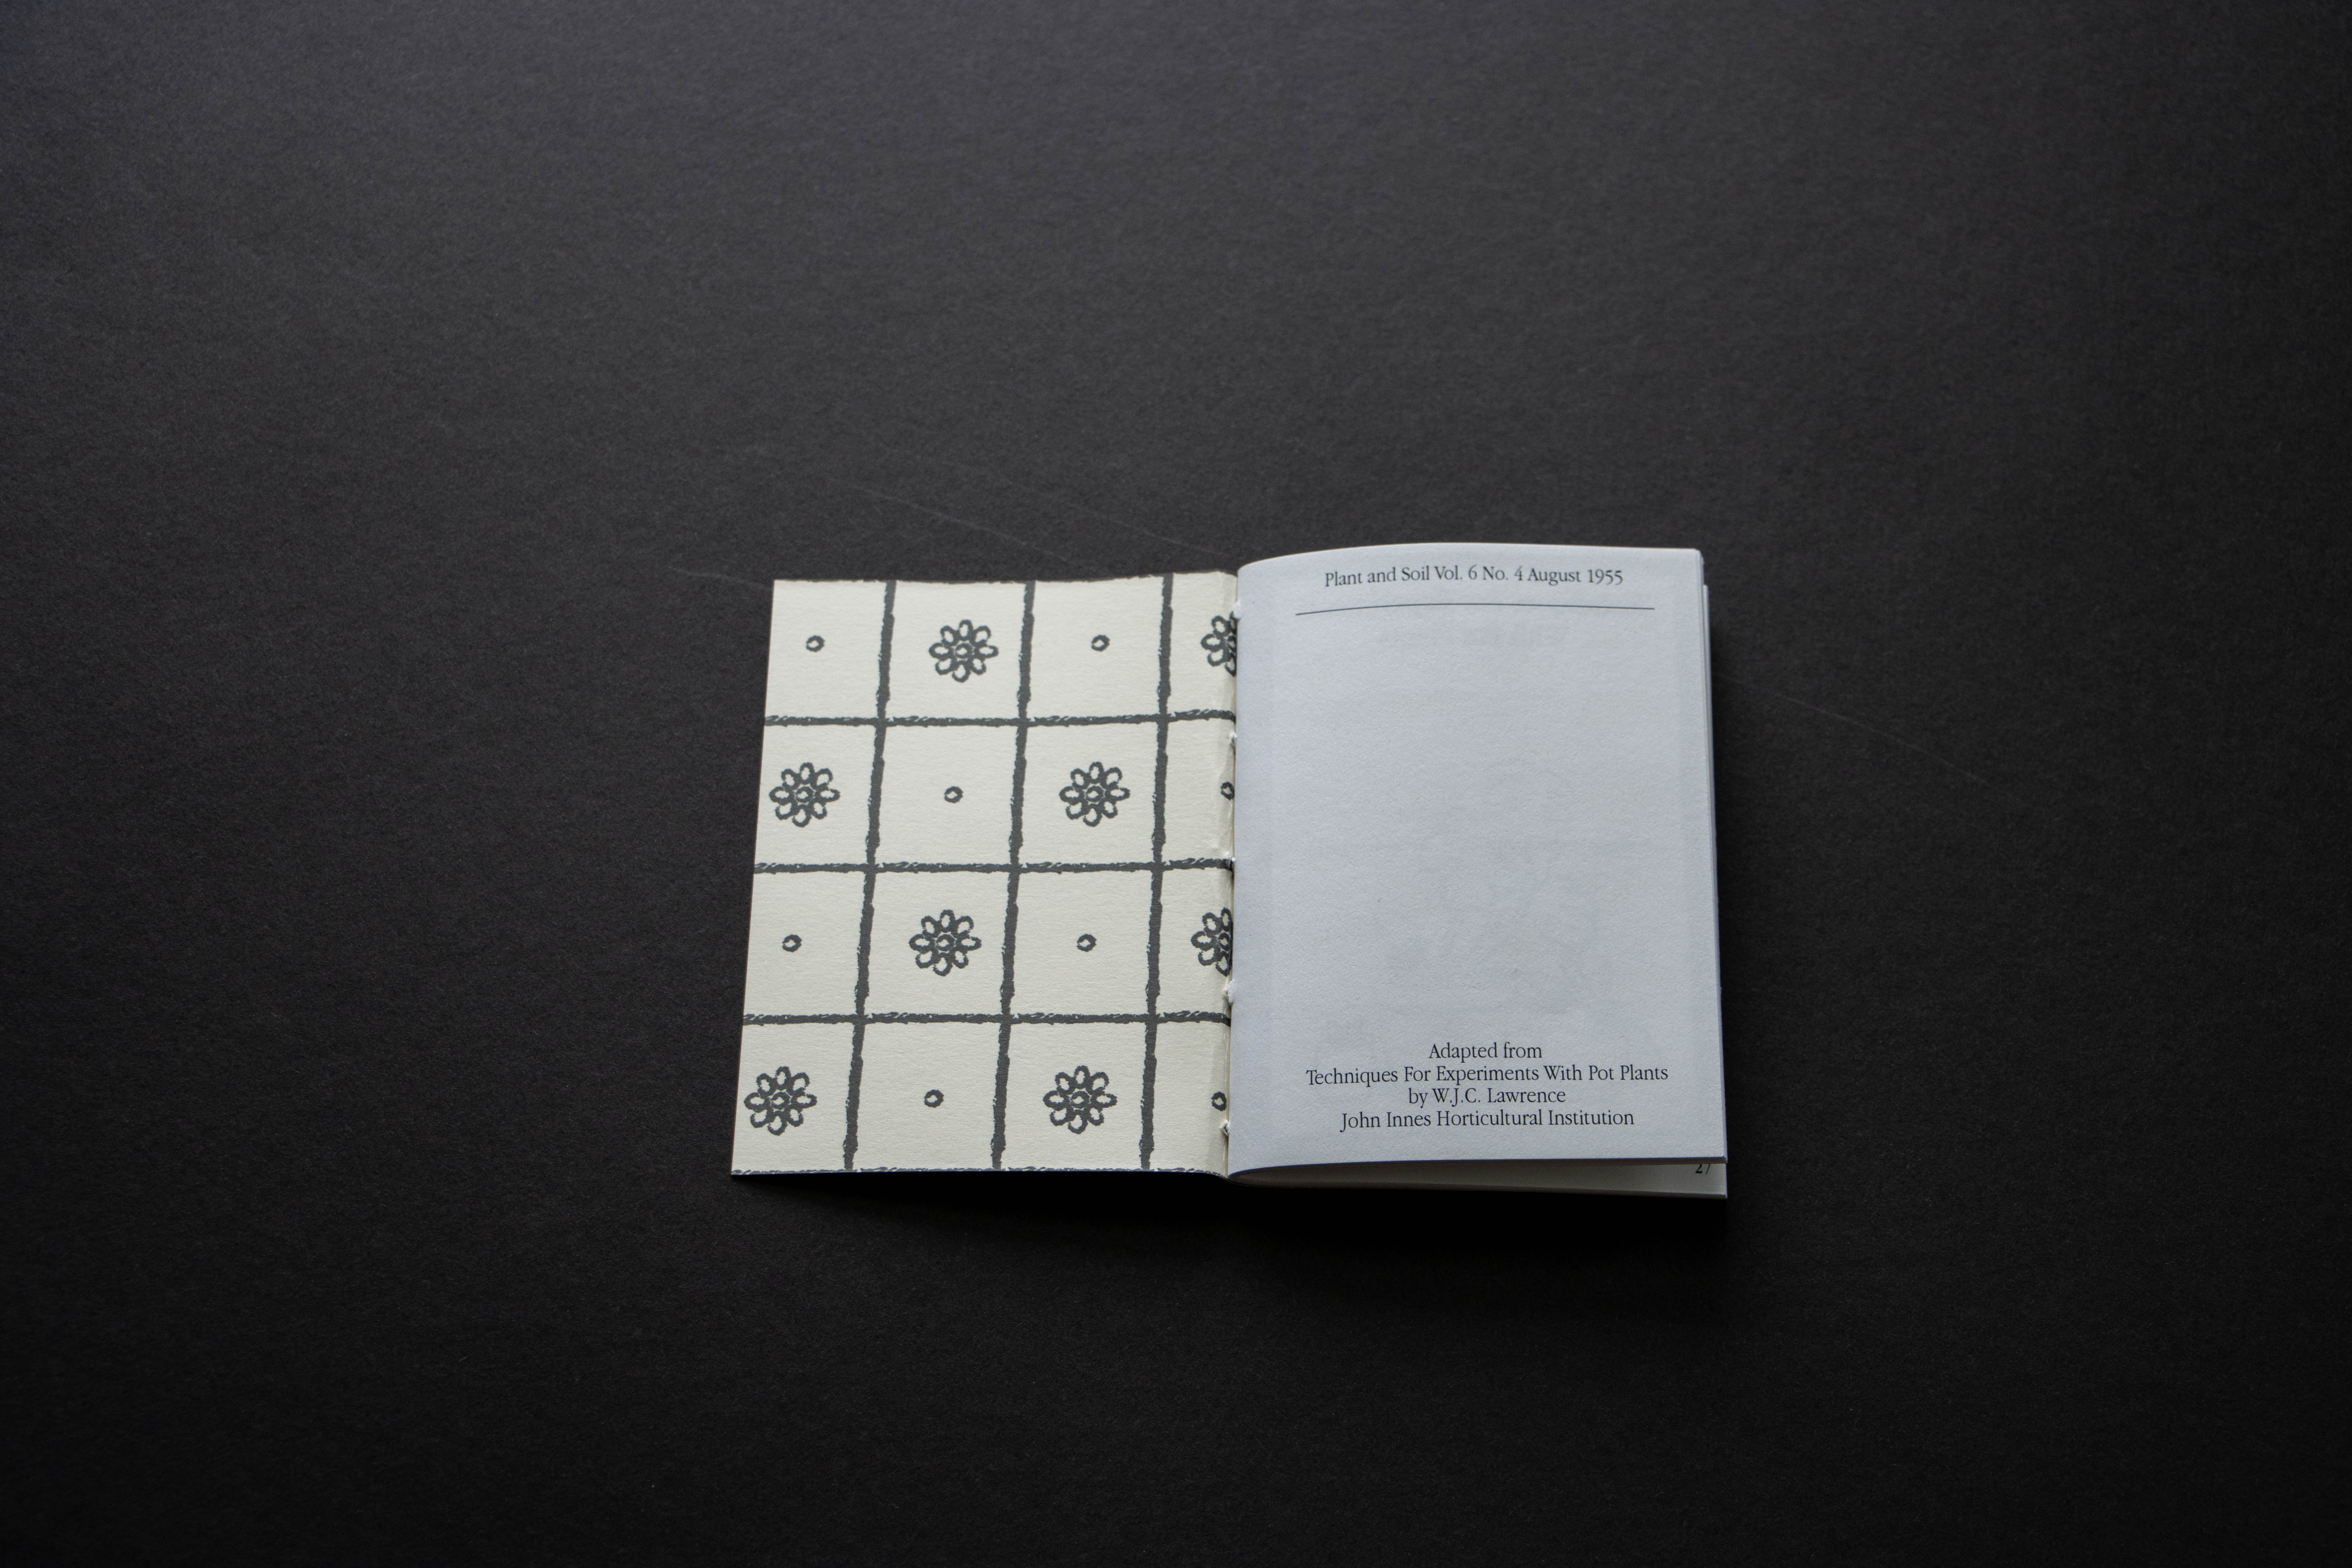 Plant and Soil Vol. 6 No. 4 August 1955
Adapted from
Techniques For Experiments With Pot Plants
by W.J.C. Lawrence
John Innes Horticultural Institution
27